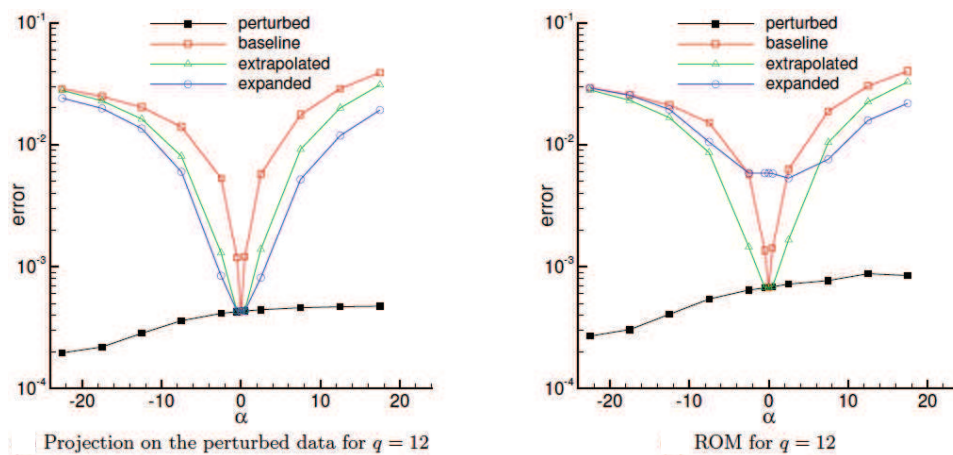 perturbed
baseline
extrapolated
expanded
10^-1
10^-2
10^-3
10^-4
error
-20 -10 0 10 20
α
Projection on the perturbed data for q = 12
perturbed
baseline
extrapolated
expanded
10^-1
10^-2
10^-3
10^-4
error
-20 -10 0 10 20
α
ROM for q = 12